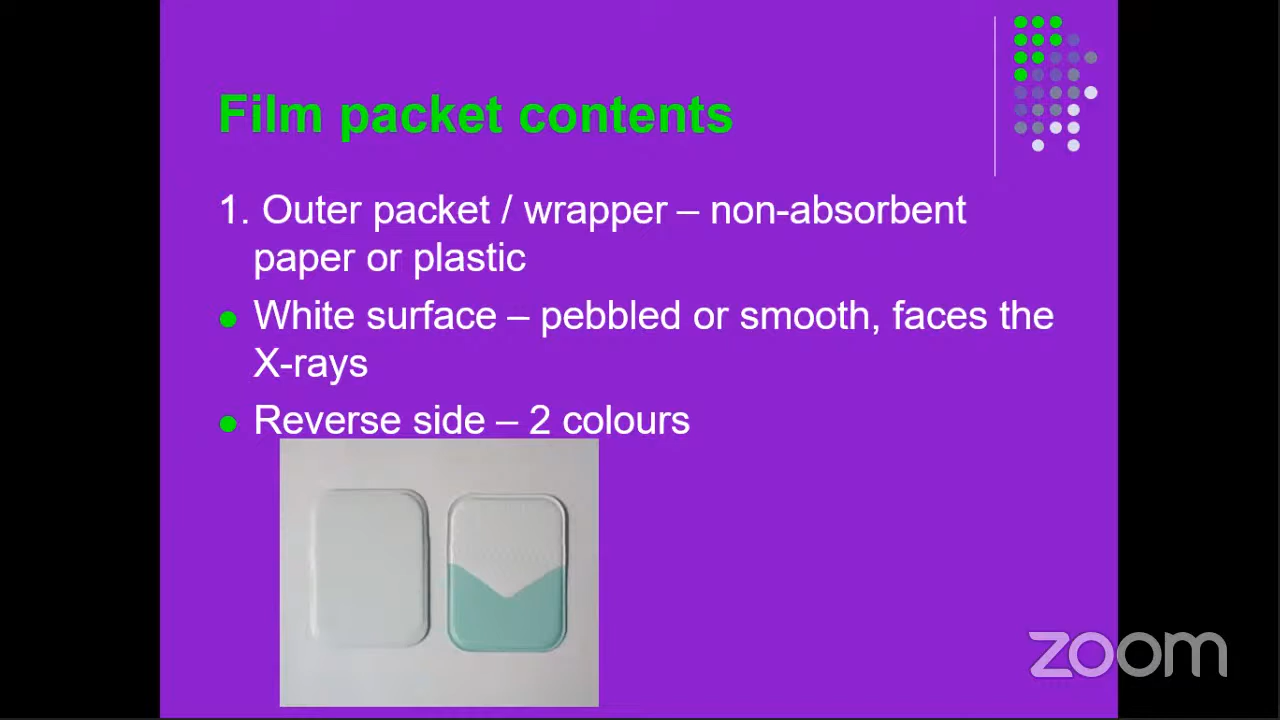 Film packet contents
1. Outer packet / wrapper – non-absorbent
paper or plastic
White surface – pebbled or smooth, faces the
X-rays
Reverse side – 2 colours
zoom